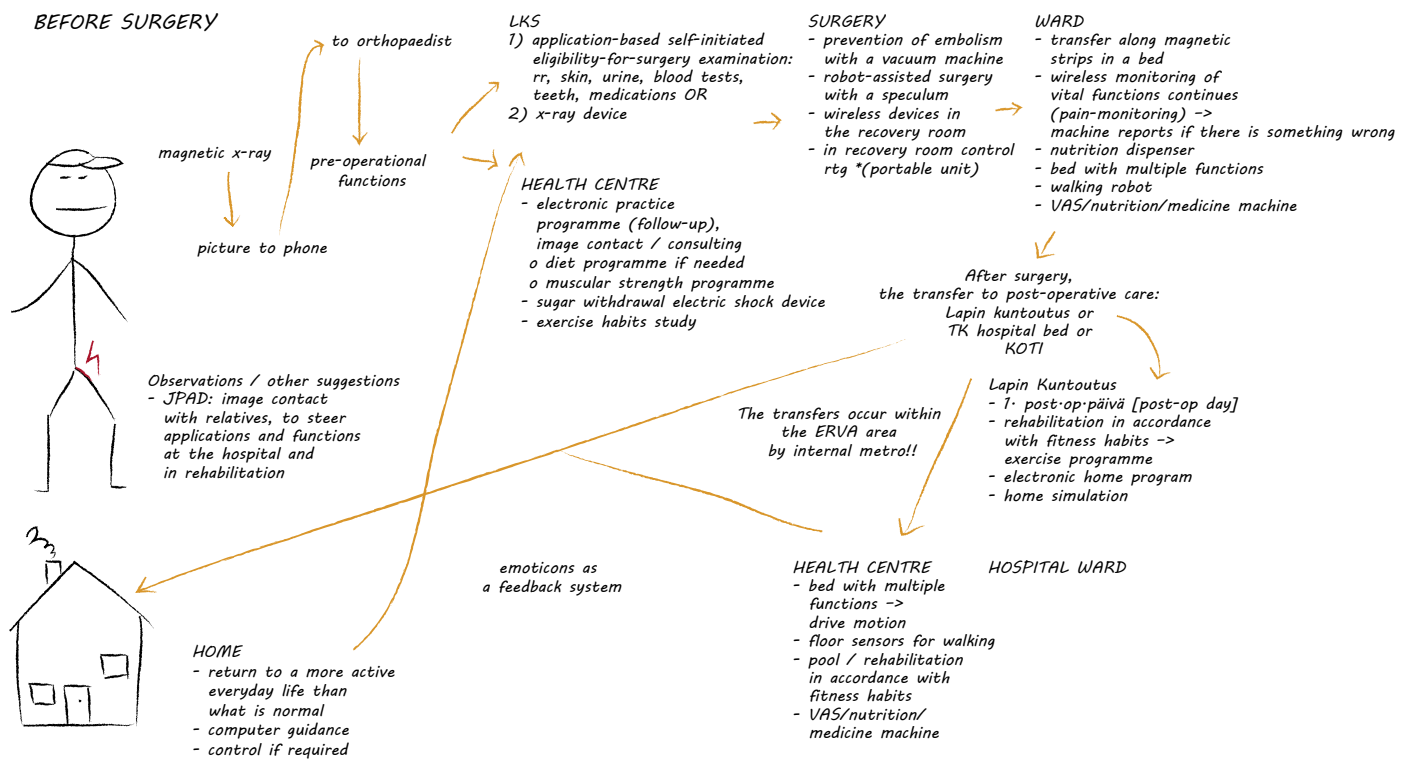 BEFORE SURGERY
to orthopaedist
magnetic x-ray
pre-operational
functions
picture to phone
LKS
1) application-based self-initiated
eligibility-for-surgery examination:
rr, skin, urine, blood tests,
teeth, medications OR
2) x-ray device
HEALTH CENTRE
- electronic practice
programme (follow-up),
image contact / consulting
o diet programme if needed
o muscular strength programme
- sugar withdrawal electric shock device
- exercise habits study
SURGERY
- prevention of embolism
with a vacuum machine
- robot-assisted surgery
with a speculum
- wireless devices in
the recovery room
- in recovery room control
rtg *(portable unit)
WARD
- transfer along magnetic
strips in a bed
- wireless monitoring of
vital functions continues
(pain-monitoring) ->
machine reports if there is something wrong
- nutrition dispenser
- bed with multiple functions
- walking robot
- VAS/nutrition/medicine machine
After surgery,
the transfer to post-operative care:
Lapin kuntoutus or
TK hospital bed or
KOTI
Observations / other suggestions
- JPAD: image contact
with relatives, to steer
applications and functions
at the hospital and
in rehabilitation
The transfers occur within
the ERVA area
by internal metro!!
Lapin Kuntoutus
- 1· post·op·päivä [post-op day]
- rehabilitation in accordance
with fitness habits ->
exercise programme
- electronic home program
- home simulation
emoticons as
a feedback system
HEALTH CENTRE
- bed with multiple
functions ->
drive motion
- floor sensors for walking
- pool / rehabilitation
in accordance with
fitness habits
- VAS/nutrition/
medicine machine
HOSPITAL WARD
HOME
- return to a more active
everyday life than
what is normal
- computer guidance
- control if required